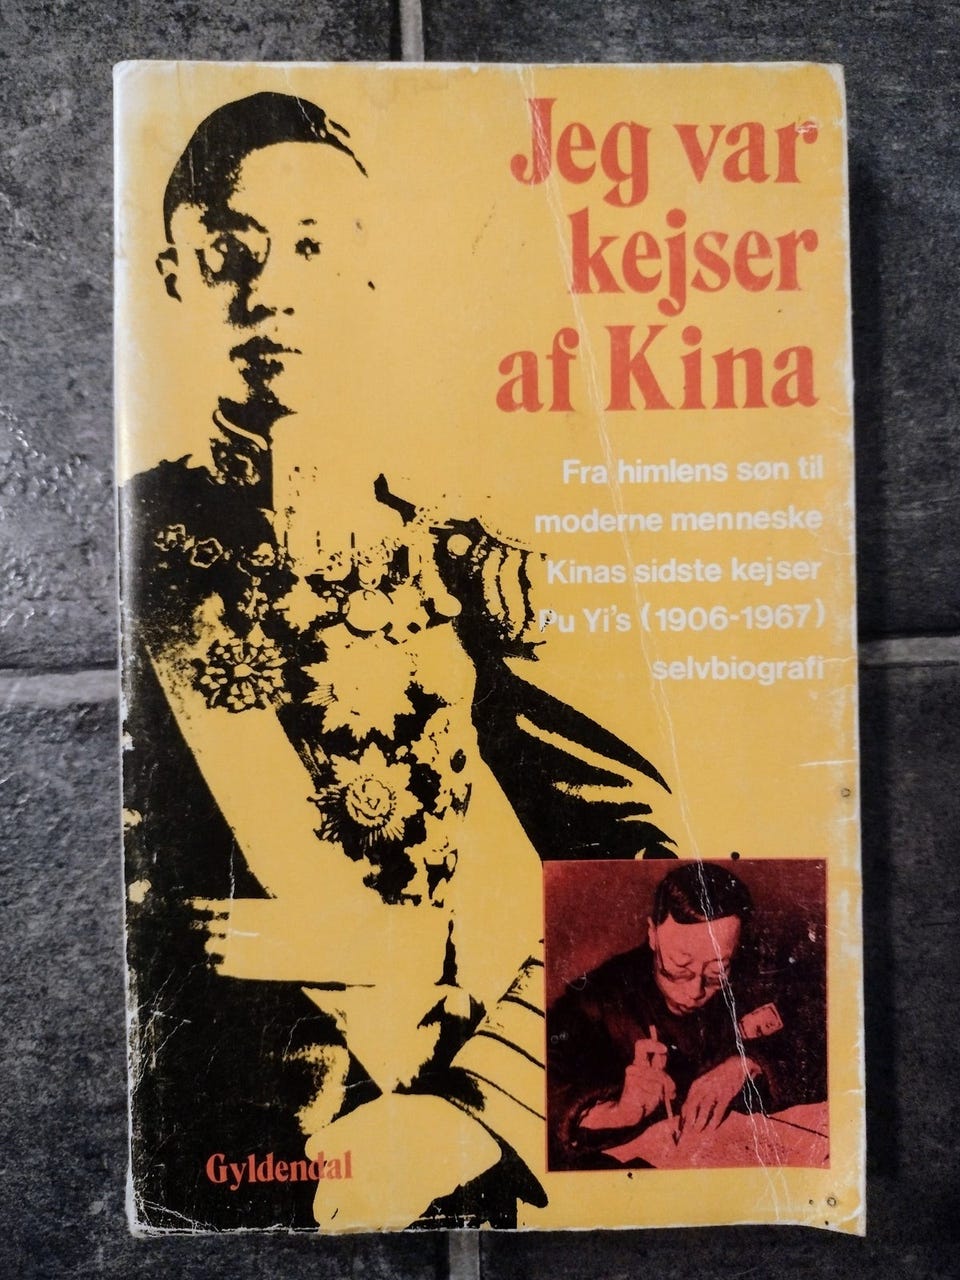 Jeg var
kejser
af Kina
Fra himlens søn til
moderne menneske
Kinas sidste kejser
Pu Yi's (1906-1967)
selvbiografi
Gyldendal